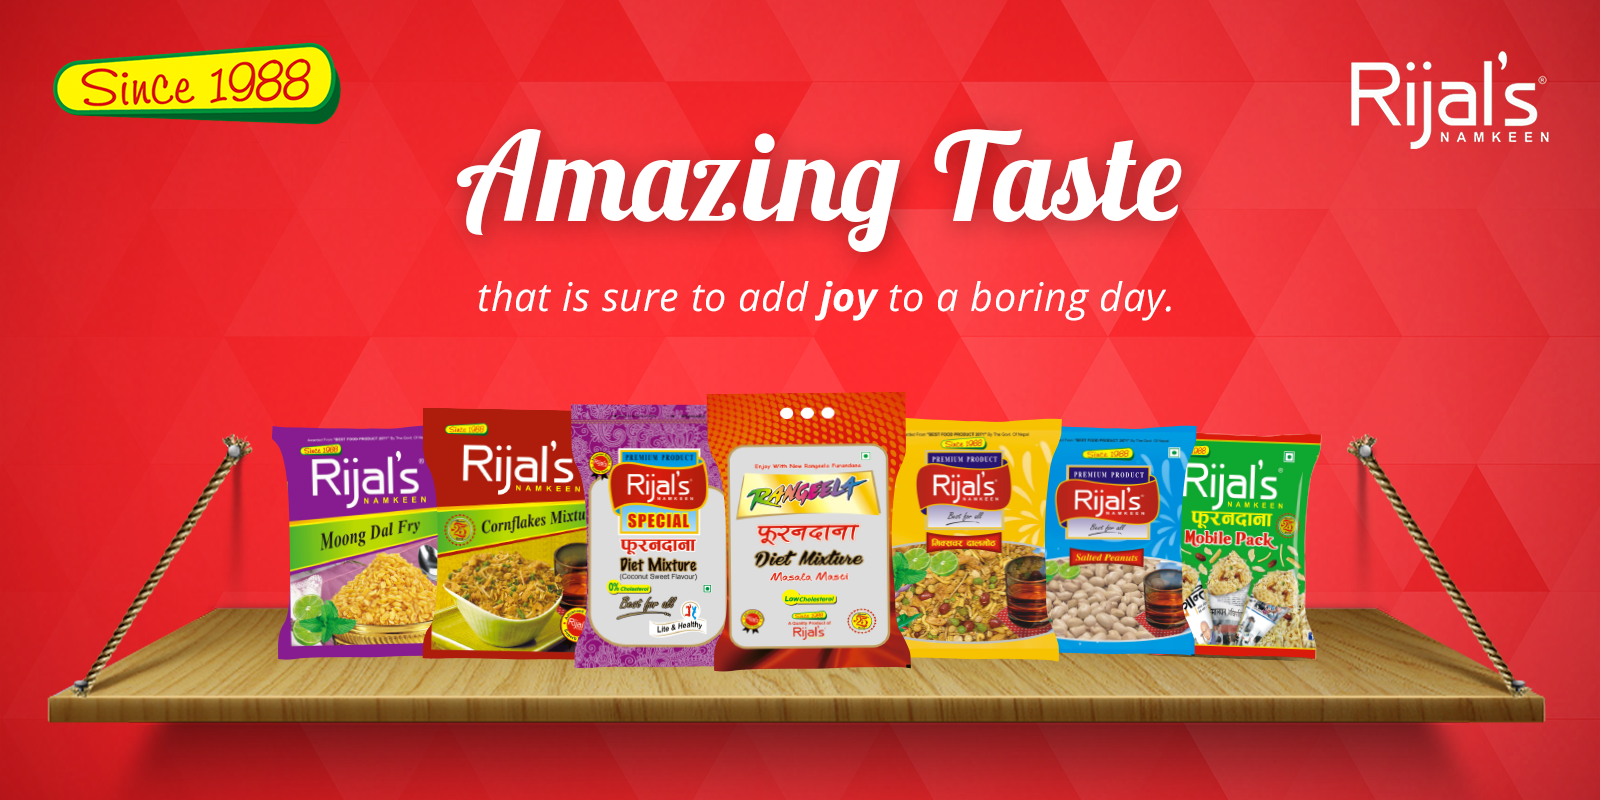 Since 1988
Rijal's®
NAMKEEN
Amazing Taste
that is sure to add joy to a boring day.
Since 1988
Rijal's
NAMKEEN
Moong Dal Fry
Since 1988
Rijal's
NAMKEEN
Cornflakes Mixtu
PREMIUM PRODUCT
Rijal's
NAMKEEN
SPECIAL
फूरनदाना
Diet Mixture
(Coconut Sweet Flavour)
0% Cholesterol
Best for all
Lite & Healthy
Enjoy With New Rangeela Furandana
RANGEELA
फूरनदाना
Diet Mixture
Masala Masti
Low Cholesterol
Since 1988
A Quality Product of
Rijal's
Since 1988
PREMIUM PRODUCT
Rijal's
NAMKEEN
Best for all
मिक्सचर दालमोठ
Since 1988
PREMIUM PRODUCT
Rijal's
NAMKEEN
Best for all
Salted Peanuts
988
Rijal's
NAMKEEN
फूरनदाना
Mobile Pack